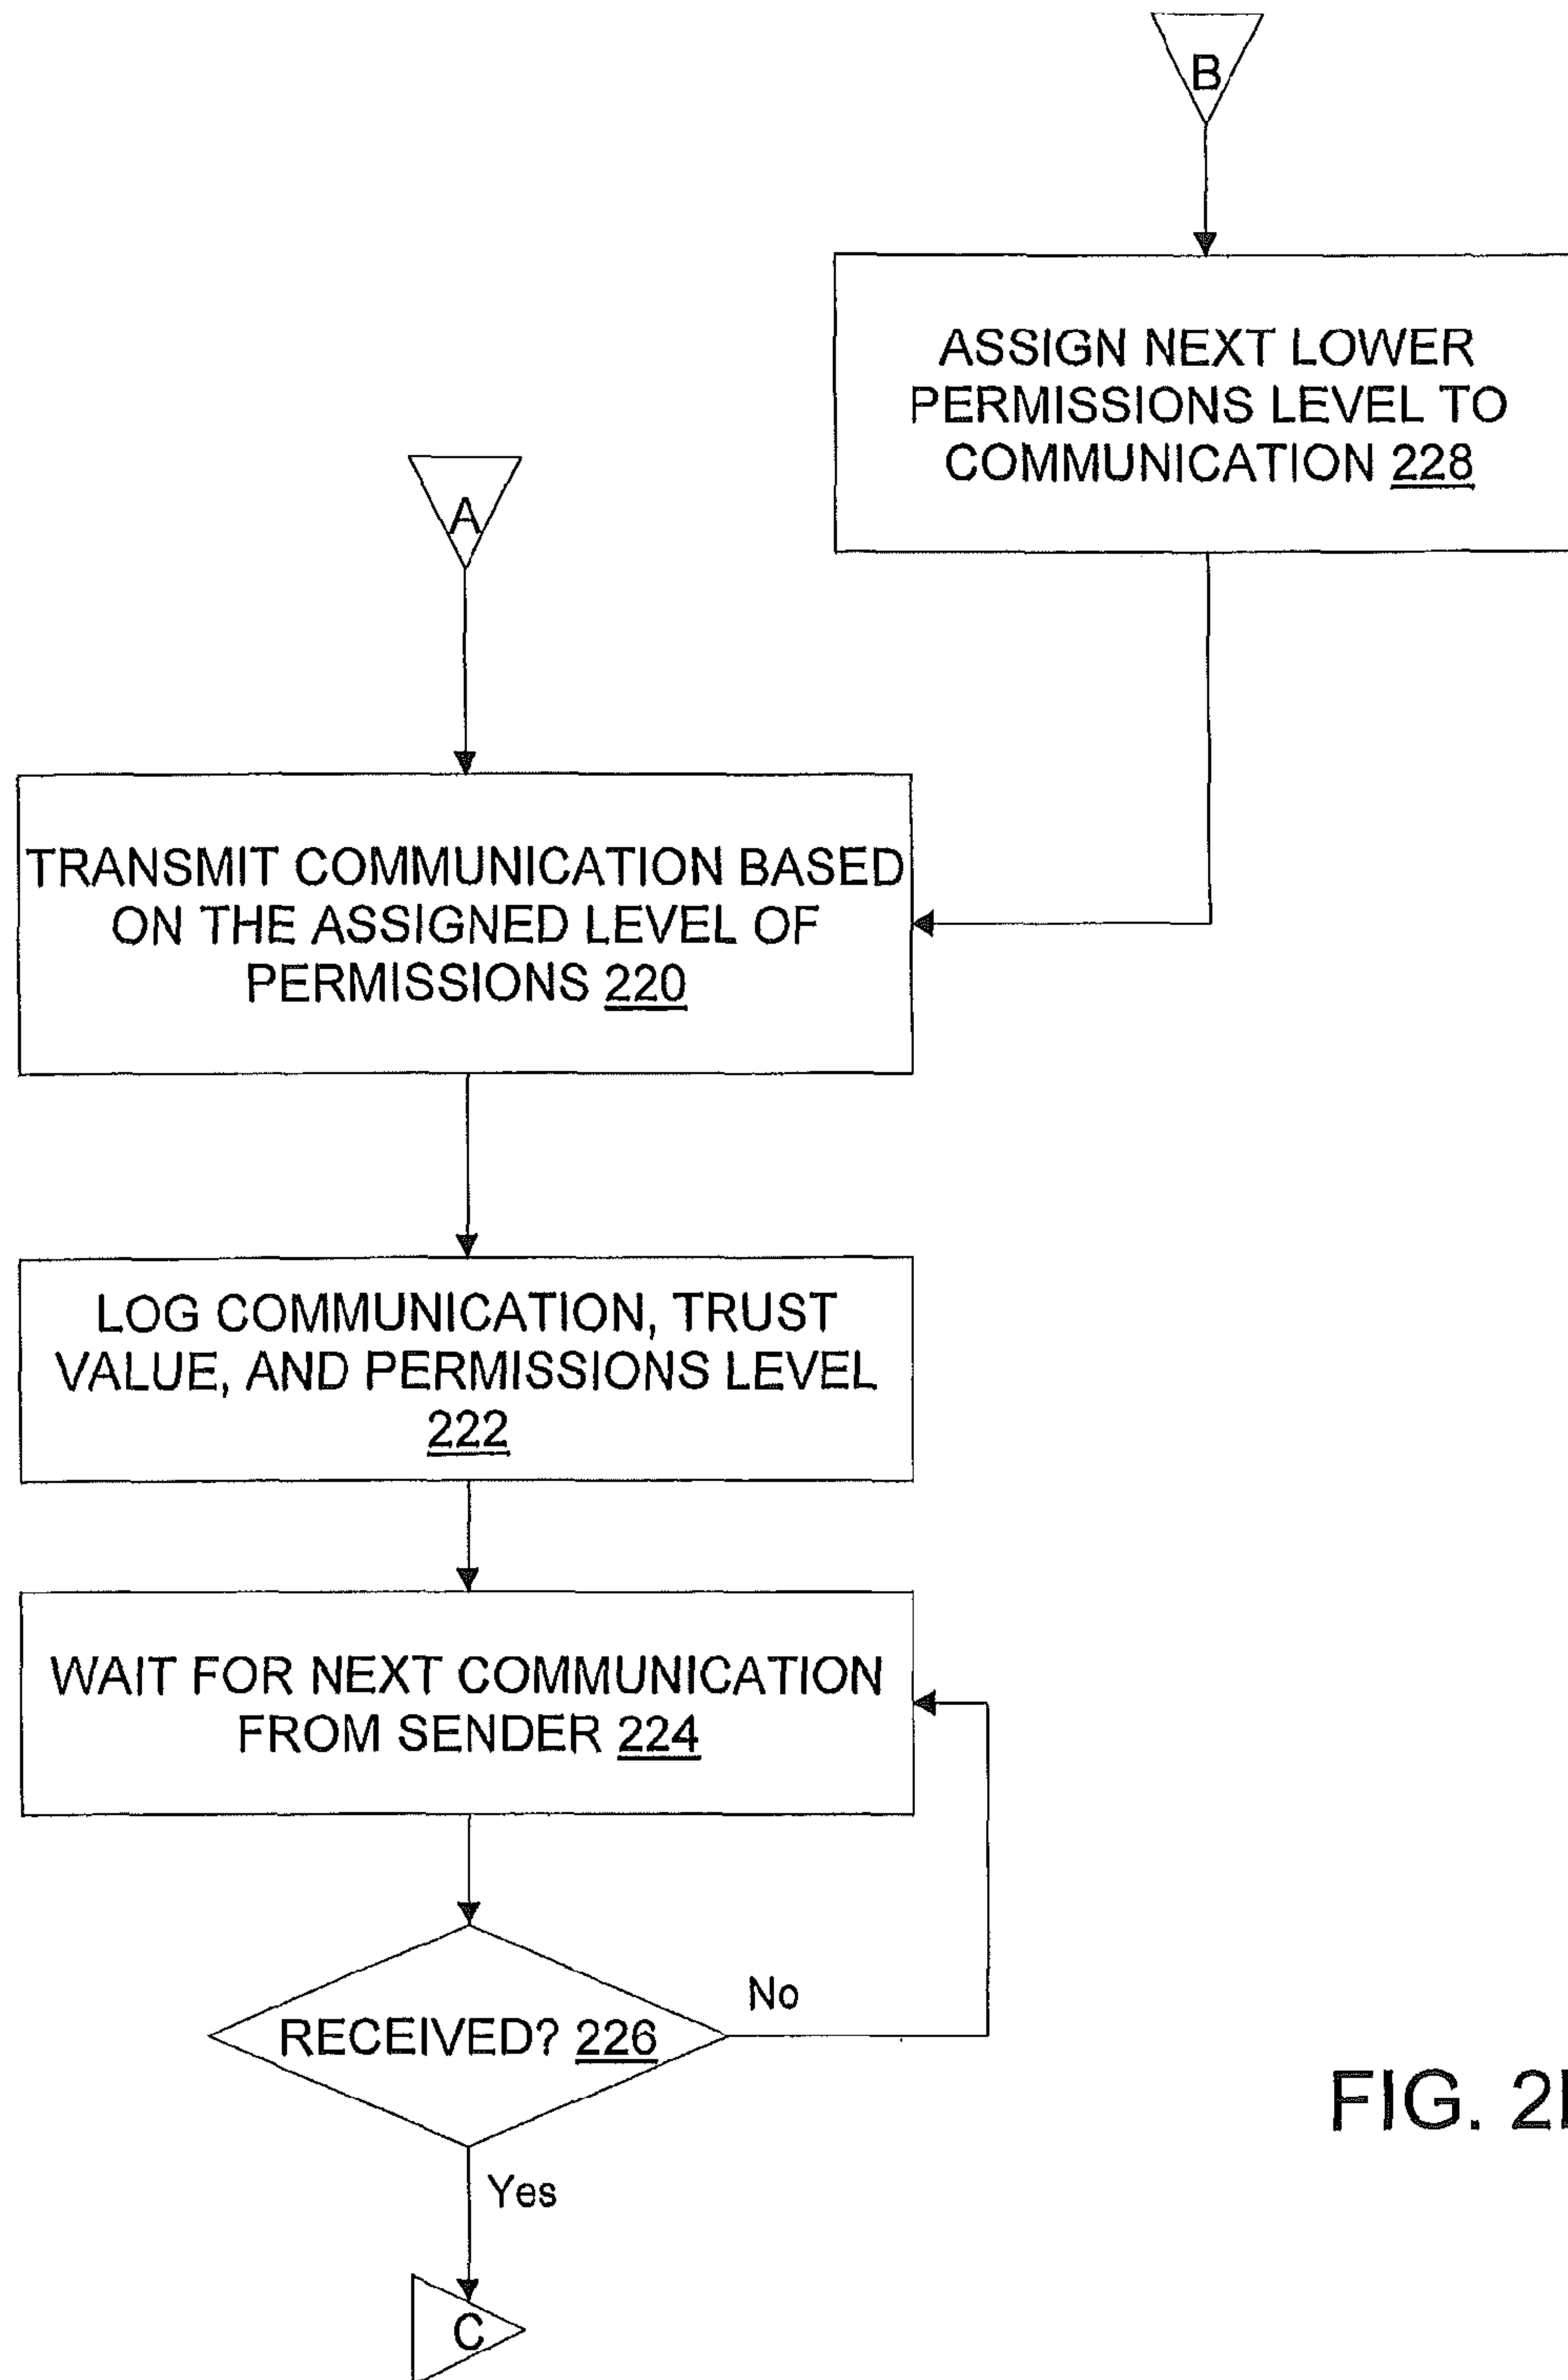 B
ASSIGN NEXT LOWER
PERMISSIONS LEVEL TO
COMMUNICATION 228
A
TRANSMIT COMMUNICATION BASED
ON THE ASSIGNED LEVEL OF
PERMISSIONS 220
LOG COMMUNICATION, TRUST
VALUE, AND PERMISSIONS LEVEL
222
WAIT FOR NEXT COMMUNICATION
FROM SENDER 224
No
RECEIVED? 226
Yes
C
FIG.